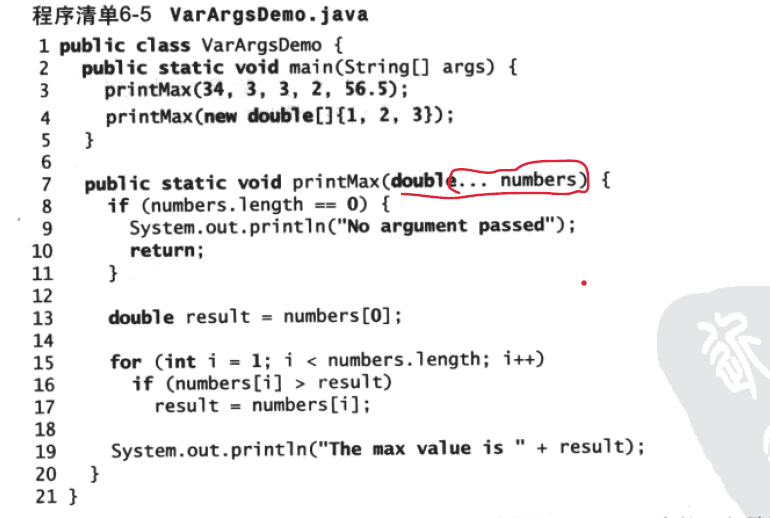 程序清单6-5 VarArgsDemo.java
1 public class VarArgsDemo {
2 public static void main(String[] args) {
3 printMax(34, 3, 3, 2, 56.5);
4 printMax(new double[]{1, 2, 3});
5 }
6
7 public static void printMax(double... numbers) {
8 if (numbers.length == 0) {
9 System.out.println("No argument passed");
10 return;
11 }
12
13 double result = numbers[0];
14
15 for (int i = 1; i < numbers.length; i++)
16 if (numbers[i] > result)
17 result = numbers[i];
18
19 System.out.println("The max value is " + result);
20 }
21 }